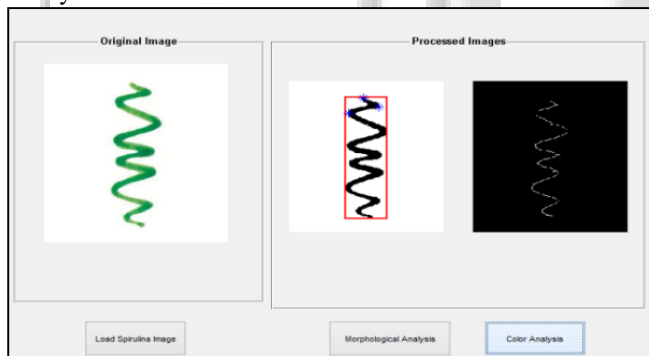 Original Image
Processed Images
Load Spirulina Image
Morphological Analysis
Color Analysis